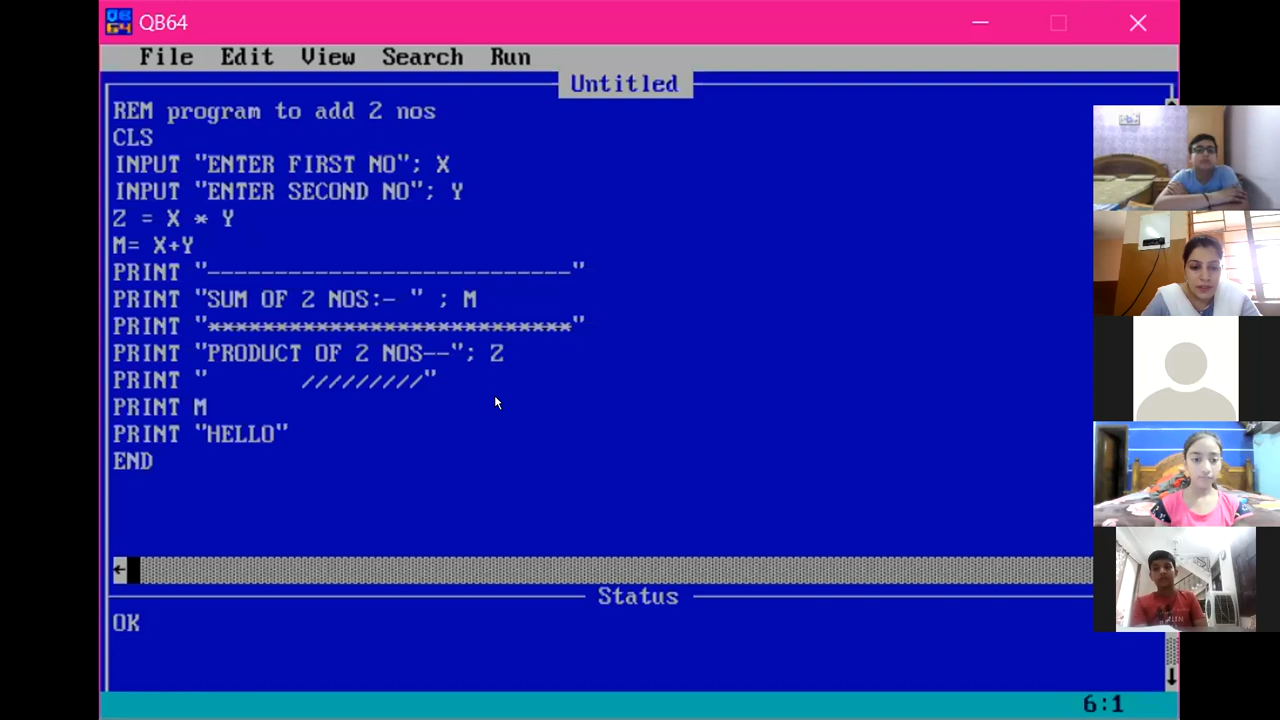 QB64
File Edit View Search Run
Untitled
REM program to add 2 nos
CLS
INPUT "ENTER FIRST NO"; X
INPUT "ENTER SECOND NO"; Y
Z = X * Y
M= X+Y
PRINT "---------------------------"
PRINT "SUM OF 2 NOS:- " ; M
PRINT "***************************"
PRINT "PRODUCT OF 2 NOS--"; Z
PRINT "       /////////"
PRINT M
PRINT "HELLO"
END
Status
OK
6:1